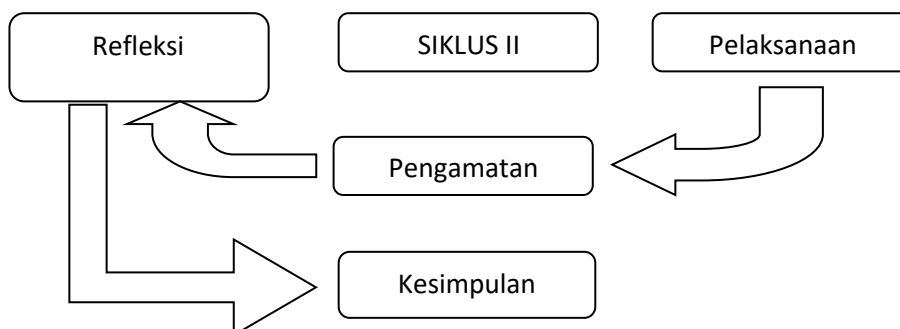 Refleksi
SIKLUS II
Pelaksanaan
Pengamatan
Kesimpulan